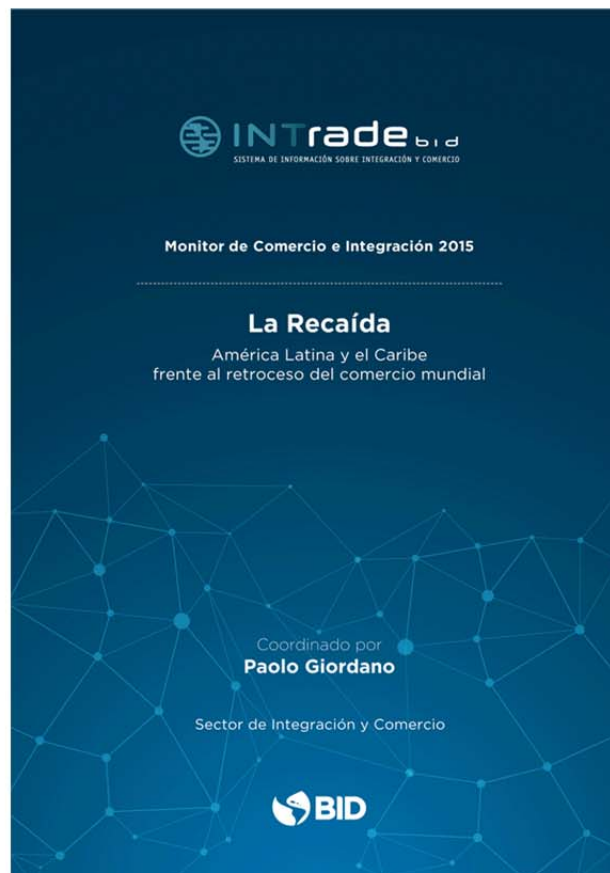 INTrade bid
SISTEMA DE INFORMACIÓN SOBRE INTEGRACIÓN Y COMERCIO
Monitor de Comercio e Integración 2015
La Recaída
América Latina y el Caribe
frente al retroceso del comercio mundial
Coordinado por
Paolo Giordano
Sector de Integración y Comercio
BID